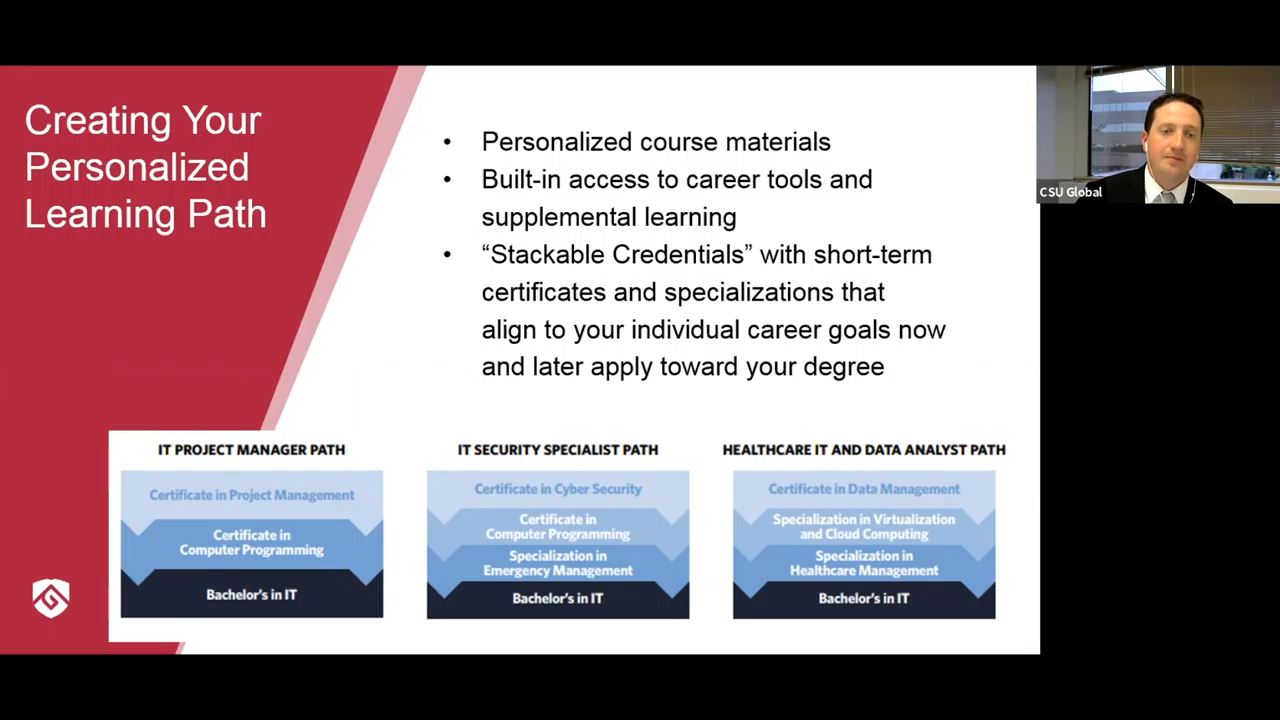 Creating Your
Personalized
Learning Path
• Personalized course materials
• Built-in access to career tools and
supplemental learning
• “Stackable Credentials” with short-term
certificates and specializations that
align to your individual career goals now
and later apply toward your degree
CSU Global
IT PROJECT MANAGER PATH
Certificate in Project Management
Certificate in
Computer Programming
Bachelor's in IT
IT SECURITY SPECIALIST PATH
Certificate in Cyber Security
Certificate in
Computer Programming
Specialization in
Emergency Management
Bachelor's in IT
HEALTHCARE IT AND DATA ANALYST PATH
Certificate in Data Management
Specialization in Virtualization
and Cloud Computing
Specialization in
Healthcare Management
Bachelor's in IT